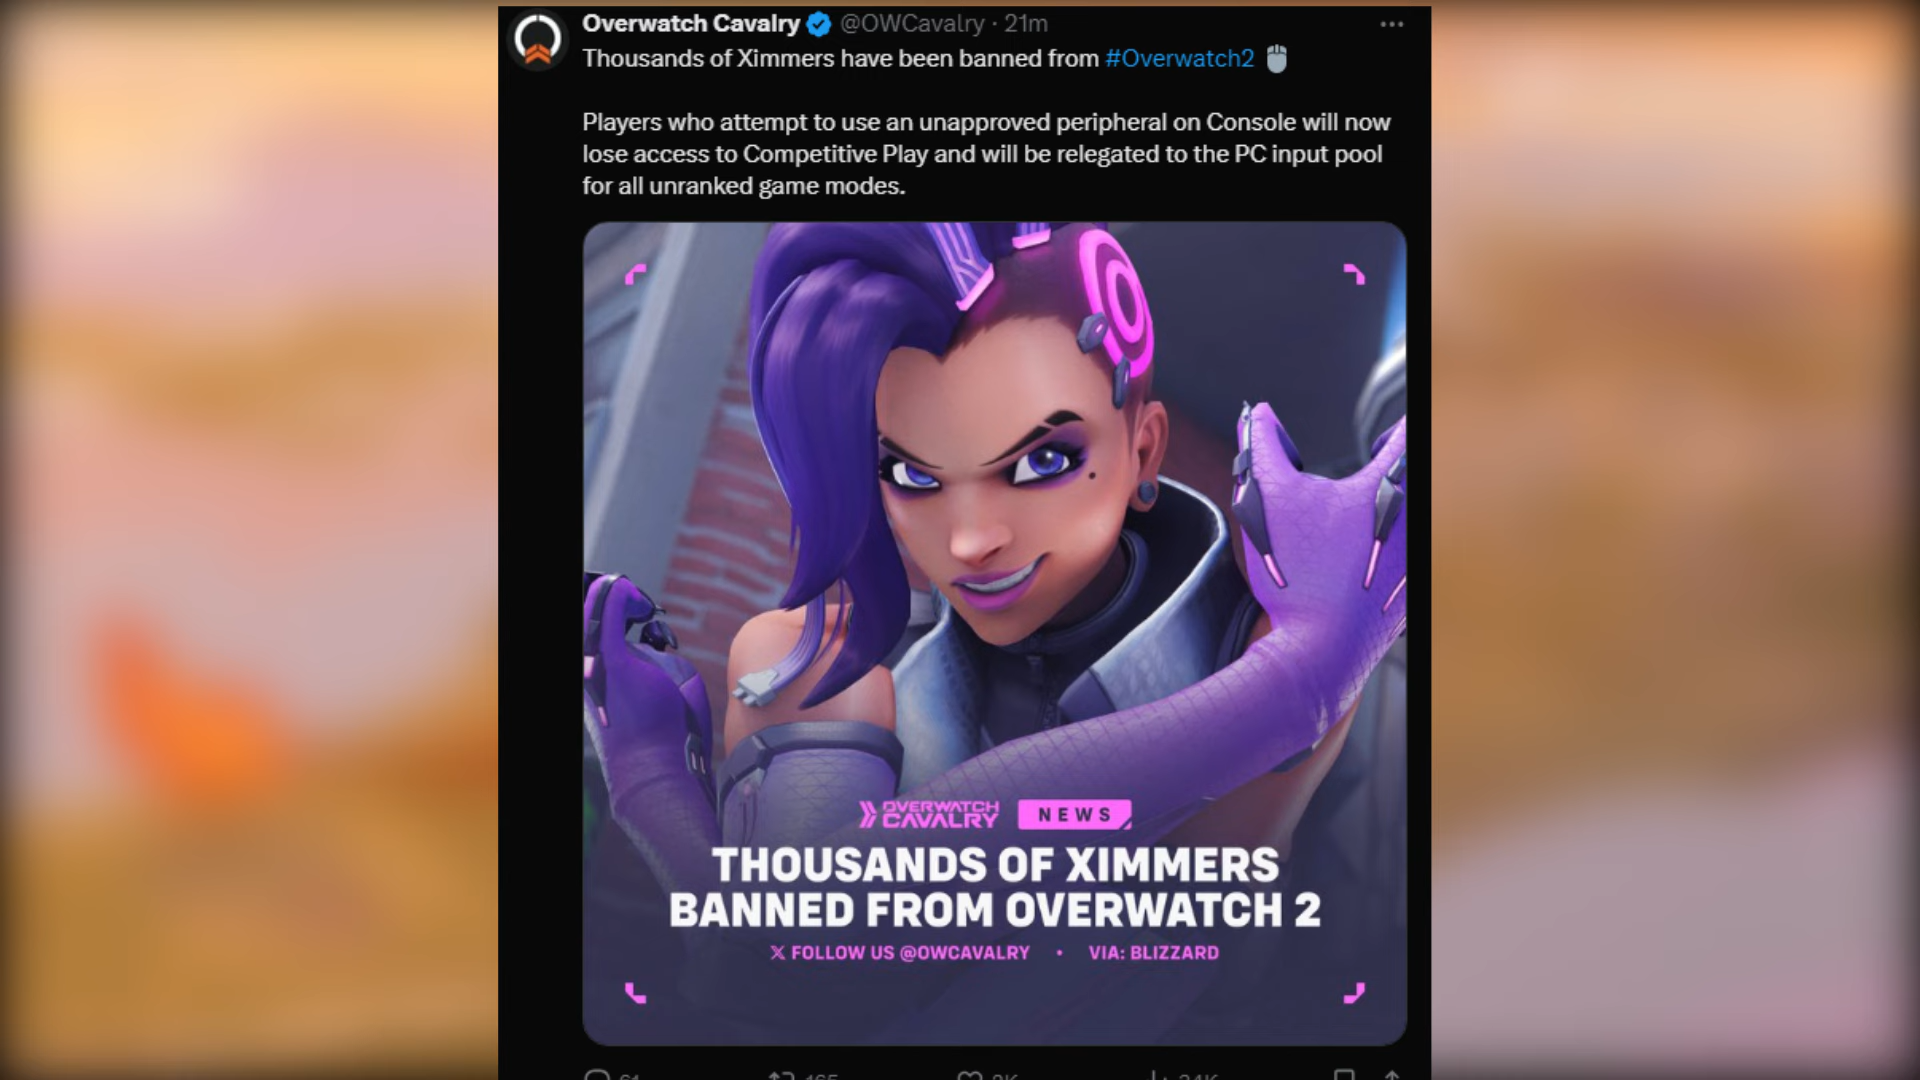 Overwatch Cavalry @OWCavalry · 21m
Thousands of Ximmers have been banned from #Overwatch2
Players who attempt to use an unapproved peripheral on Console will now
lose access to Competitive Play and will be relegated to the PC input pool
for all unranked game modes.
OVERWATCH
CAVALRY
NEWS
THOUSANDS OF XIMMERS
BANNED FROM OVERWATCH 2
X FOLLOW US @OWCAVALRY • VIA: BLIZZARD